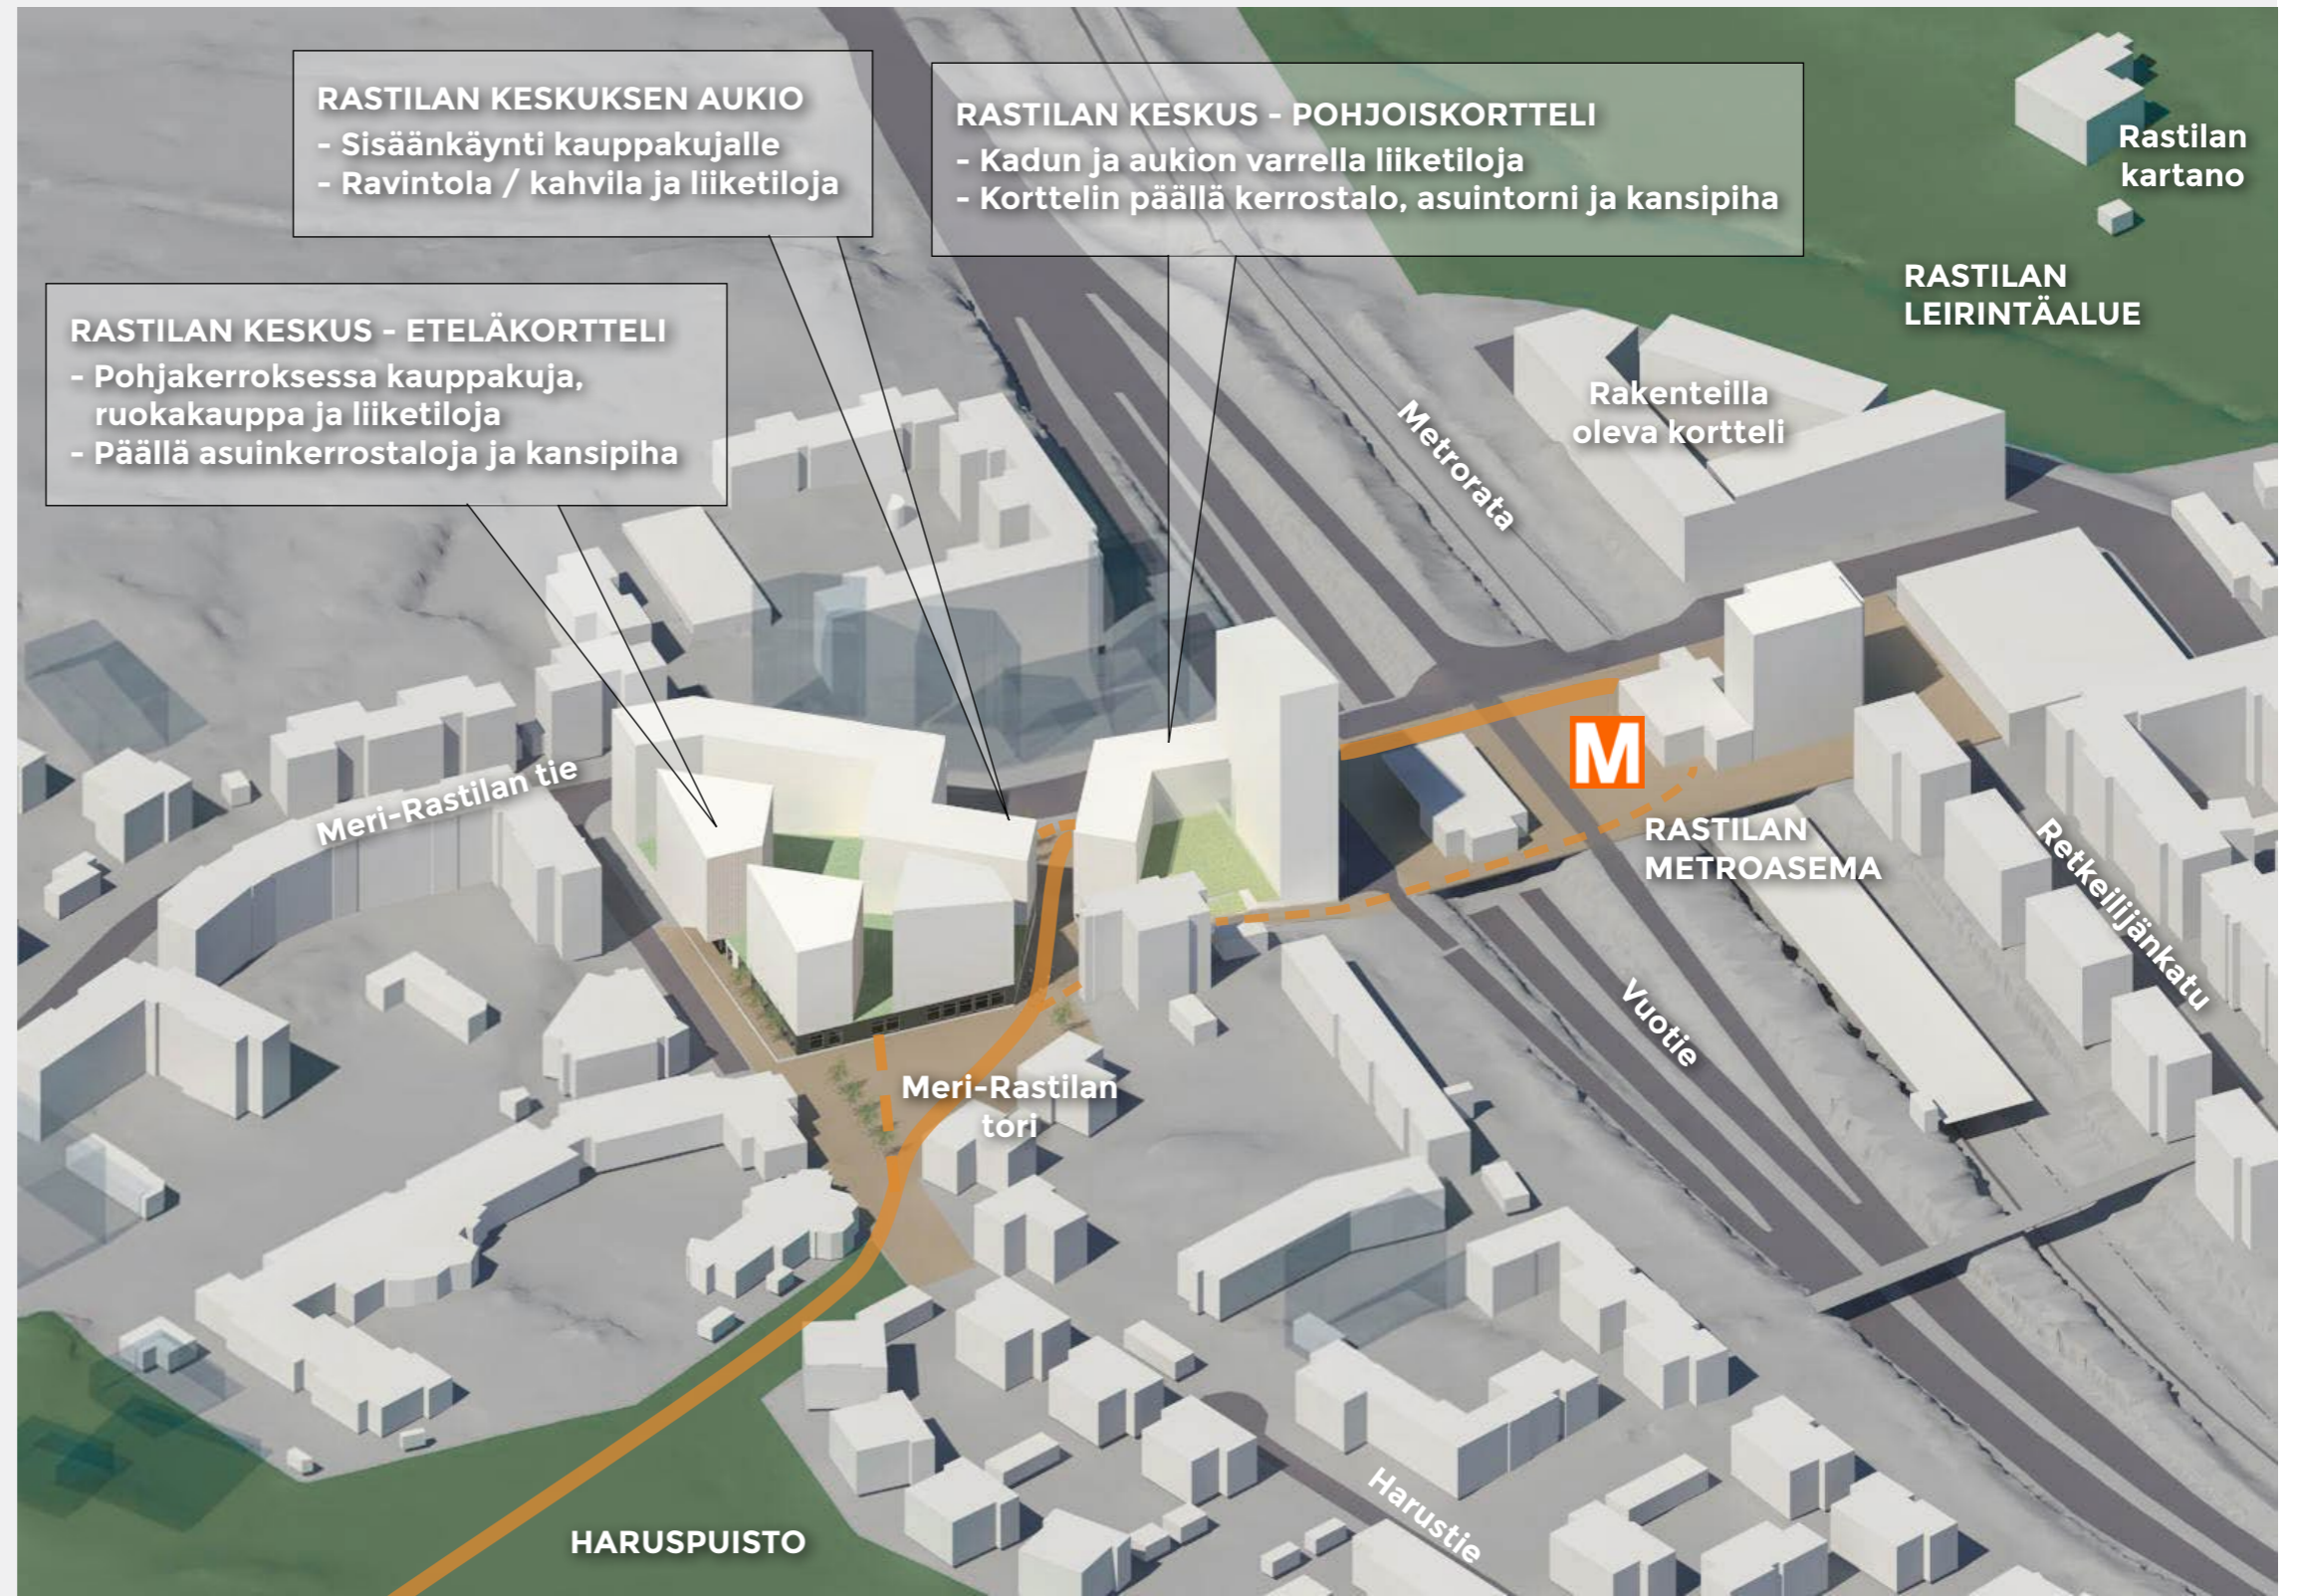 RASTILAN KESKUKSEN AUKIO
- Sisäänkäynti kauppakujalle
- Ravintola / kahvila ja liiketiloja
RASTILAN KESKUS - POHJOISKORTTELI
- Kadun ja aukion varrella liiketiloja
- Korttelin päällä kerrostalo, asuintorni ja kansipiha
Rastilan
kartano
RASTILAN
LEIRINTÄALUE
RASTILAN KESKUS - ETELÄKORTTELI
- Pohjakerroksessa kauppakuja,
ruokakauppa ja liiketiloja
- Päällä asuinkerrostaloja ja kansipiha
Rakenteilla
oleva kortteli
Metrorata
M
Meri-Rastilan tie
RASTILAN
METROASEMA
Retkeilijänkatu
Vuotie
Meri-Rastilan
tori
Harustie
HARUSPUISTO